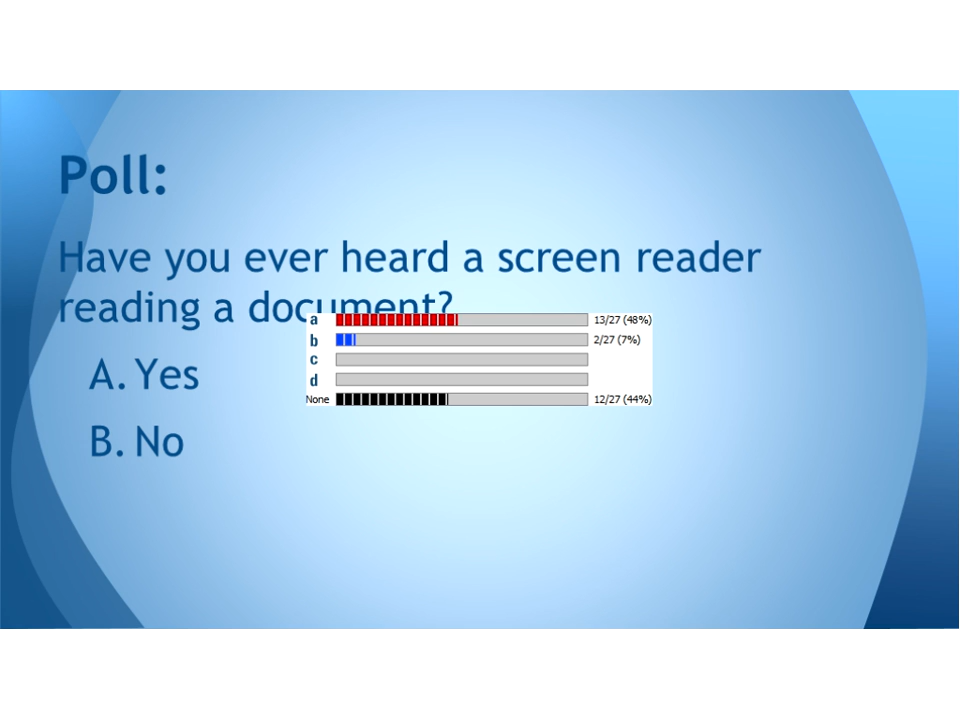 Poll:
Have you ever heard a screen reader
reading a document?
a 13/27 (48%)
b 2/27 (7%)
c
d
None 12/27 (44%)
A. Yes
B. No